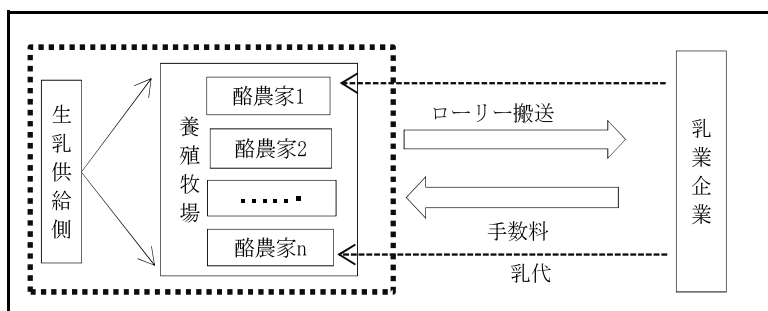 生乳供給側
養殖牧場
酪農家1
酪農家2
……
酪農家n
ローリー搬送
手数料
乳代
乳業企業